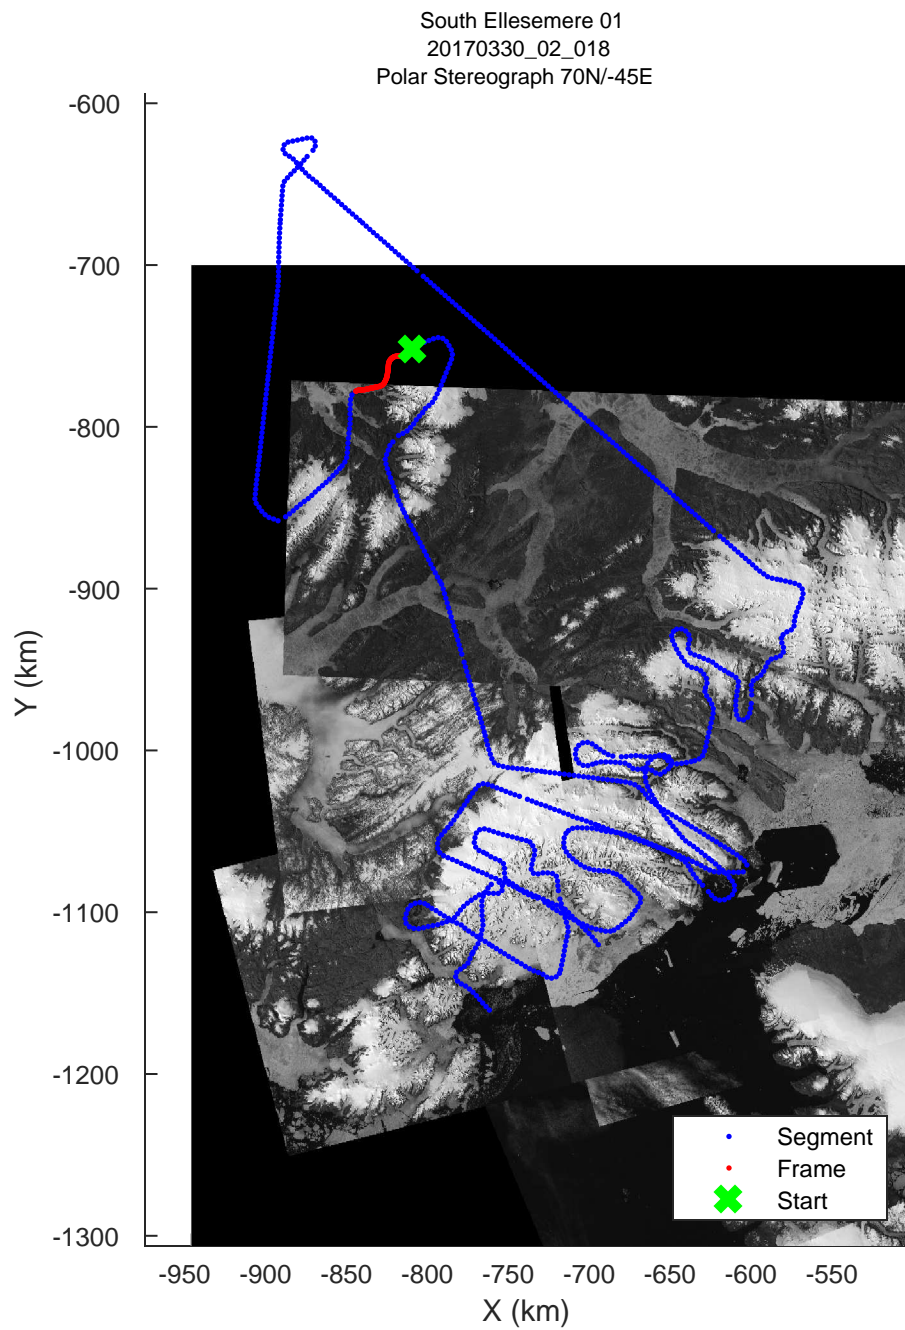 South Ellesemere 01
20170330_02_018
Polar Stereograph 70N/-45E
-600
-700
-800
-900
-1000
-1100
-1200
-1300
Y (km)
-950 -900 -850 -800 -750 -700 -650 -600 -550
X (km)
Segment
Frame
Start